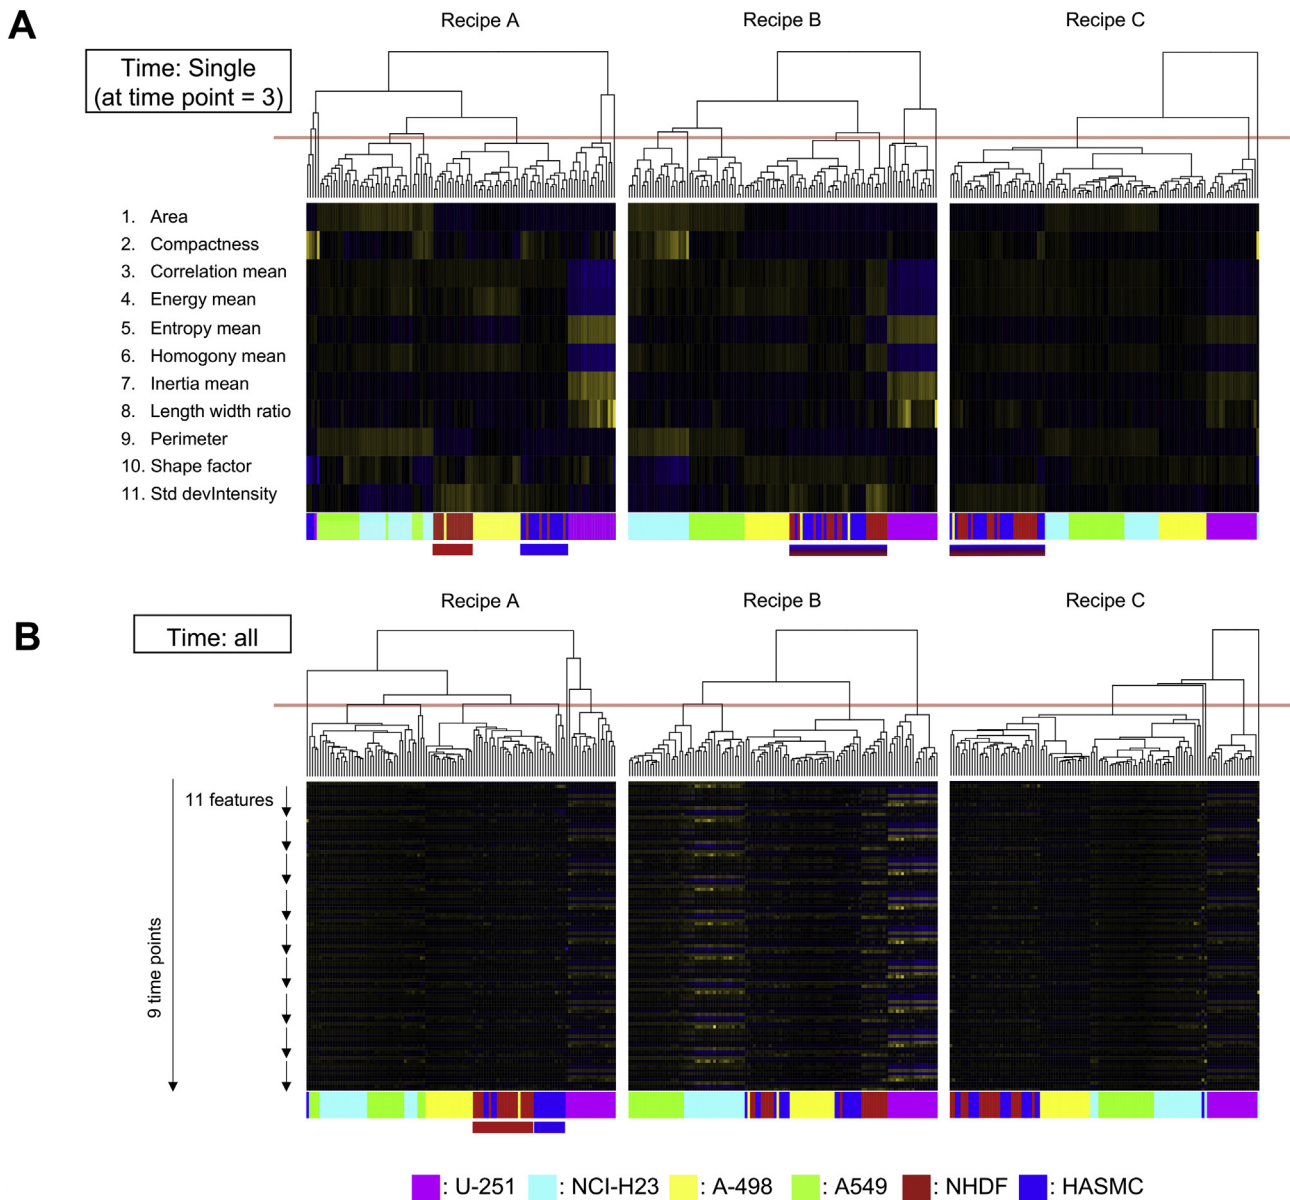 A
Recipe A
Recipe B
Recipe C
Time: Single
(at time point = 3)
1. Area
2. Compactness
3. Correlation mean
4. Energy mean
5. Entropy mean
6. Homogony mean
7. Inertia mean
8. Length width ratio
9. Perimeter
10. Shape factor
11. Std devIntensity
B
Recipe A
Recipe B
Recipe C
Time: all
11 features
9 time points
: U-251
: NCI-H23
: A-498
: A549
: NHDF
: HASMC